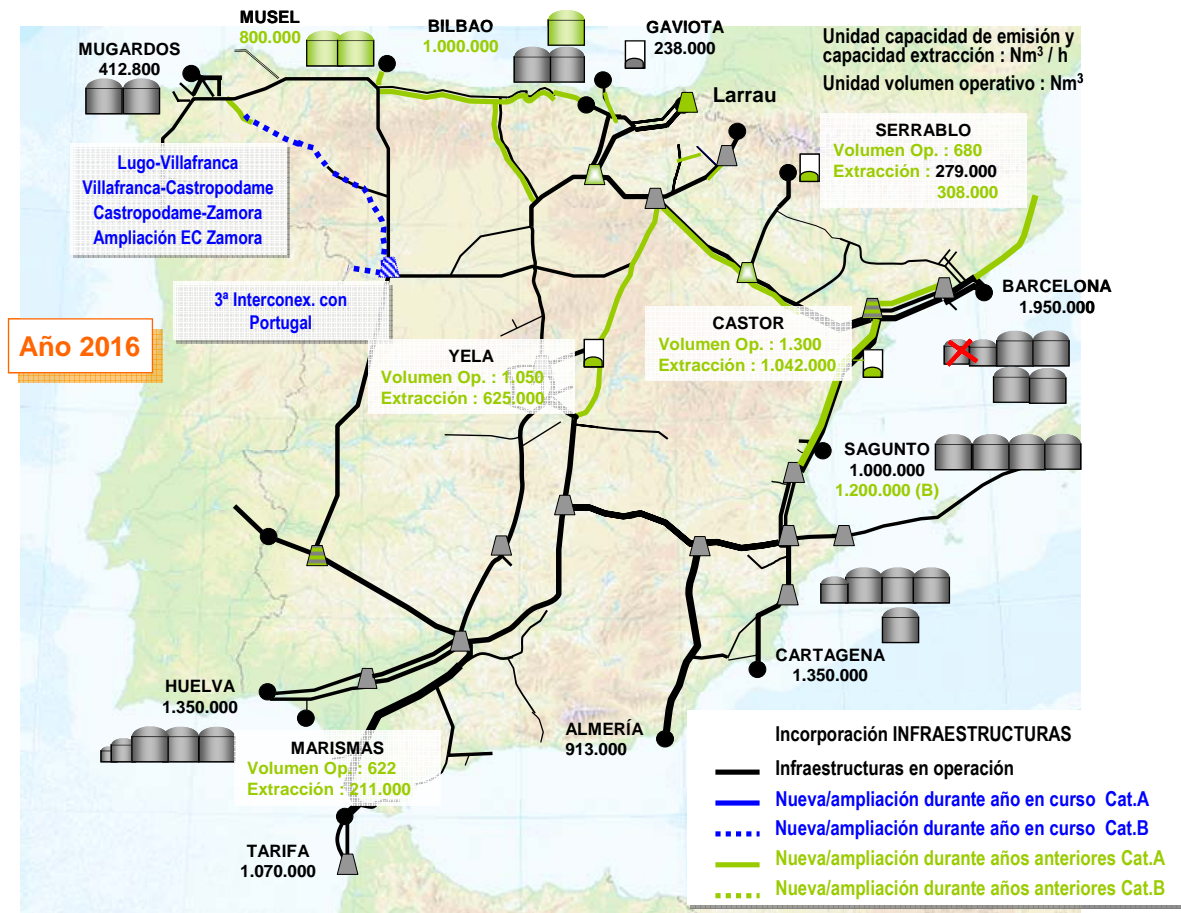 MUSEL
800.000
MUGARDOS
412.800
BILBAO
1.000.000
GAVIOTA
238.000
Unidad capacidad de emisión y
capacidad extracción : Nm³ / h
Unidad volumen operativo : Nm³
Larrau
SERRABLO
Volumen Op. : 680
Extracción : 279.000
308.000
Lugo-Villafranca
Villafranca-Castropodame
Castropodame-Zamora
Ampliación EC Zamora
3ª Interconex. con
Portugal
BARCELONA
1.950.000
Año 2016
CASTOR
Volumen Op. : 1.300
Extracción : 1.042.000
YELA
Volumen Op. : 1.050
Extracción : 625.000
SAGUNTO
1.000.000
1.200.000 (B)
CARTAGENA
1.350.000
HUELVA
1.350.000
ALMERÍA
913.000
MARISMAS
Volumen Op. : 622
Extracción : 211.000
TARIFA
1.070.000
Incorporación INFRAESTRUCTURAS
Infraestructuras en operación
Nueva/ampliación durante año en curso Cat.A
Nueva/ampliación durante año en curso Cat.B
Nueva/ampliación durante años anteriores Cat.A
Nueva/ampliación durante años anteriores Cat.B